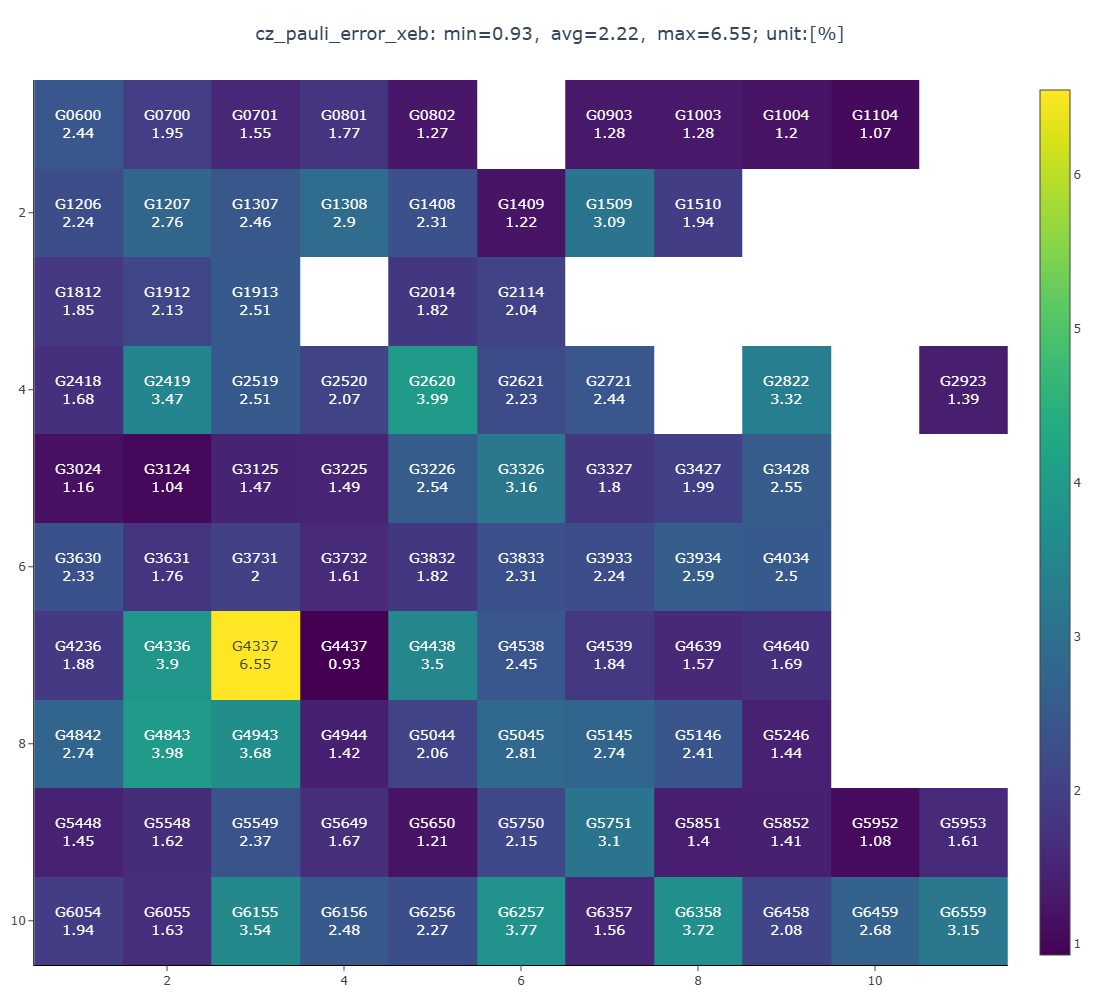 cz_pauli_error_xeb: min=0.93, avg=2.22, max=6.55; unit:[%]
G0600 G0700 G0701 G0801 G0802 G0903 G1003 G1004 G1104
2.44 1.95 1.55 1.77 1.27 1.28 1.28 1.2 1.07
6
2
G1206 G1207 G1307 G1308 G1408 G1409 G1509 G1510
2.24 2.76 2.46 2.9 2.31 1.22 3.09 1.94
G1812 G1912 G1913 G2014 G2114
1.85 2.13 2.51 1.82 2.04
5
4
G2418 G2419 G2519 G2520 G2620 G2621 G2721 G2822 G2923
1.68 3.47 2.51 2.07 3.99 2.23 2.44 3.32 1.39
G3024 G3124 G3125 G3225 G3226 G3326 G3327 G3427 G3428
1.16 1.04 1.47 1.49 2.54 3.16 1.8 1.99 2.55
4
6
G3630 G3631 G3731 G3732 G3832 G3833 G3933 G3934 G4034
2.33 1.76 2 1.61 1.82 2.31 2.24 2.59 2.5
3
G4236 G4336 G4337 G4437 G4438 G4538 G4539 G4639 G4640
1.88 3.9 6.55 0.93 3.5 2.45 1.84 1.57 1.69
8
G4842 G4843 G4943 G4944 G5044 G5045 G5145 G5146 G5246
2.74 3.98 3.68 1.42 2.06 2.81 2.74 2.41 1.44
2
G5448 G5548 G5549 G5649 G5650 G5750 G5751 G5851 G5852 G5952 G5953
1.45 1.62 2.37 1.67 1.21 2.15 3.1 1.4 1.41 1.08 1.61
10
G6054 G6055 G6155 G6156 G6256 G6257 G6357 G6358 G6458 G6459 G6559
1.94 1.63 3.54 2.48 2.27 3.77 1.56 3.72 2.08 2.68 3.15
1
2 4 6 8 10